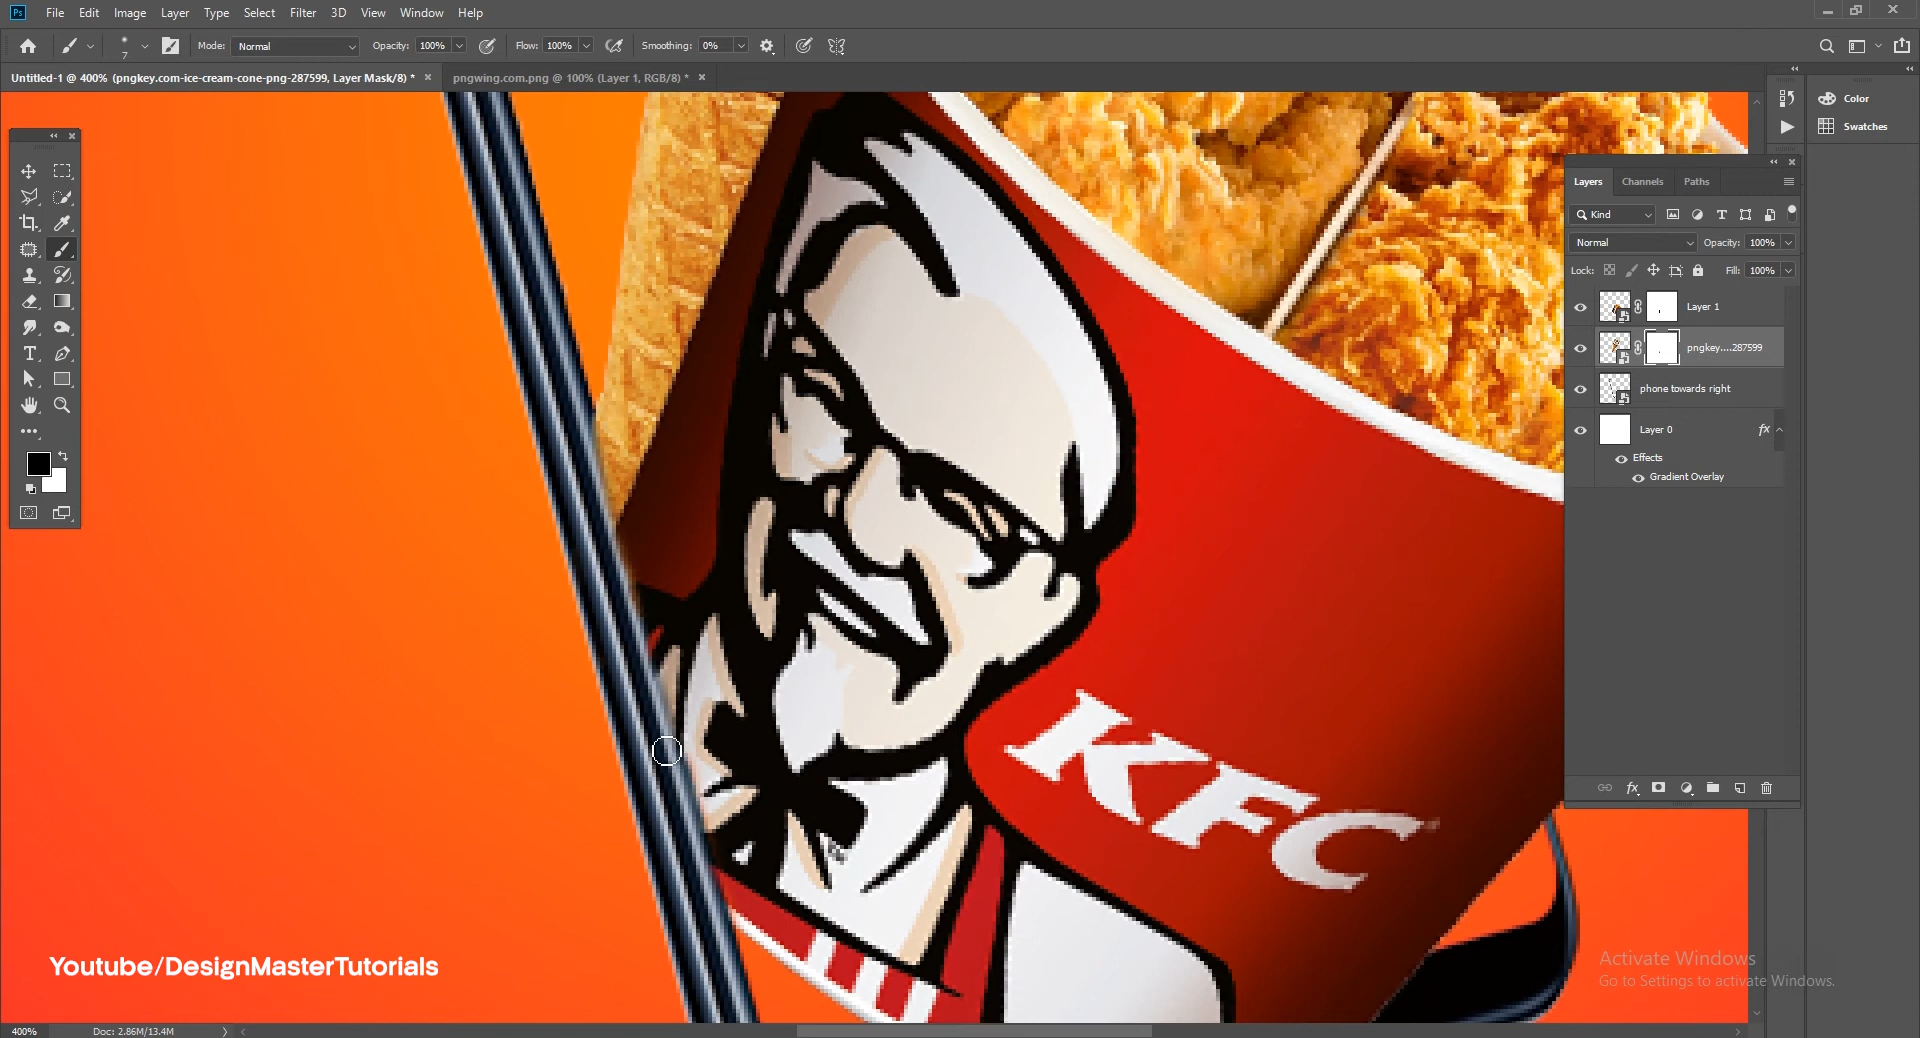 Ps File Edit Image Layer Type Select Filter 3D View Window Help
7 Mode: Normal Opacity: 100% Flow: 100% Smoothing: 0%
Untitled-1 @ 400% (pngkey.com-ice-cream-cone-png-287599, Layer Mask/8) * × pngwing.com.png @ 100% (Layer 1, RGB/8) * ×
Color
Swatches
Layers Channels Paths
Kind
Normal Opacity: 100%
Lock: Fill: 100%
Layer 1
pngkey....287599
phone towards right
Layer 0 fx
Effects
Gradient Overlay
KFC
fx
Youtube/DesignMasterTutorials
Activate Windows
Go to Settings to activate Windows.
400% Doc: 2.86M/13.4M